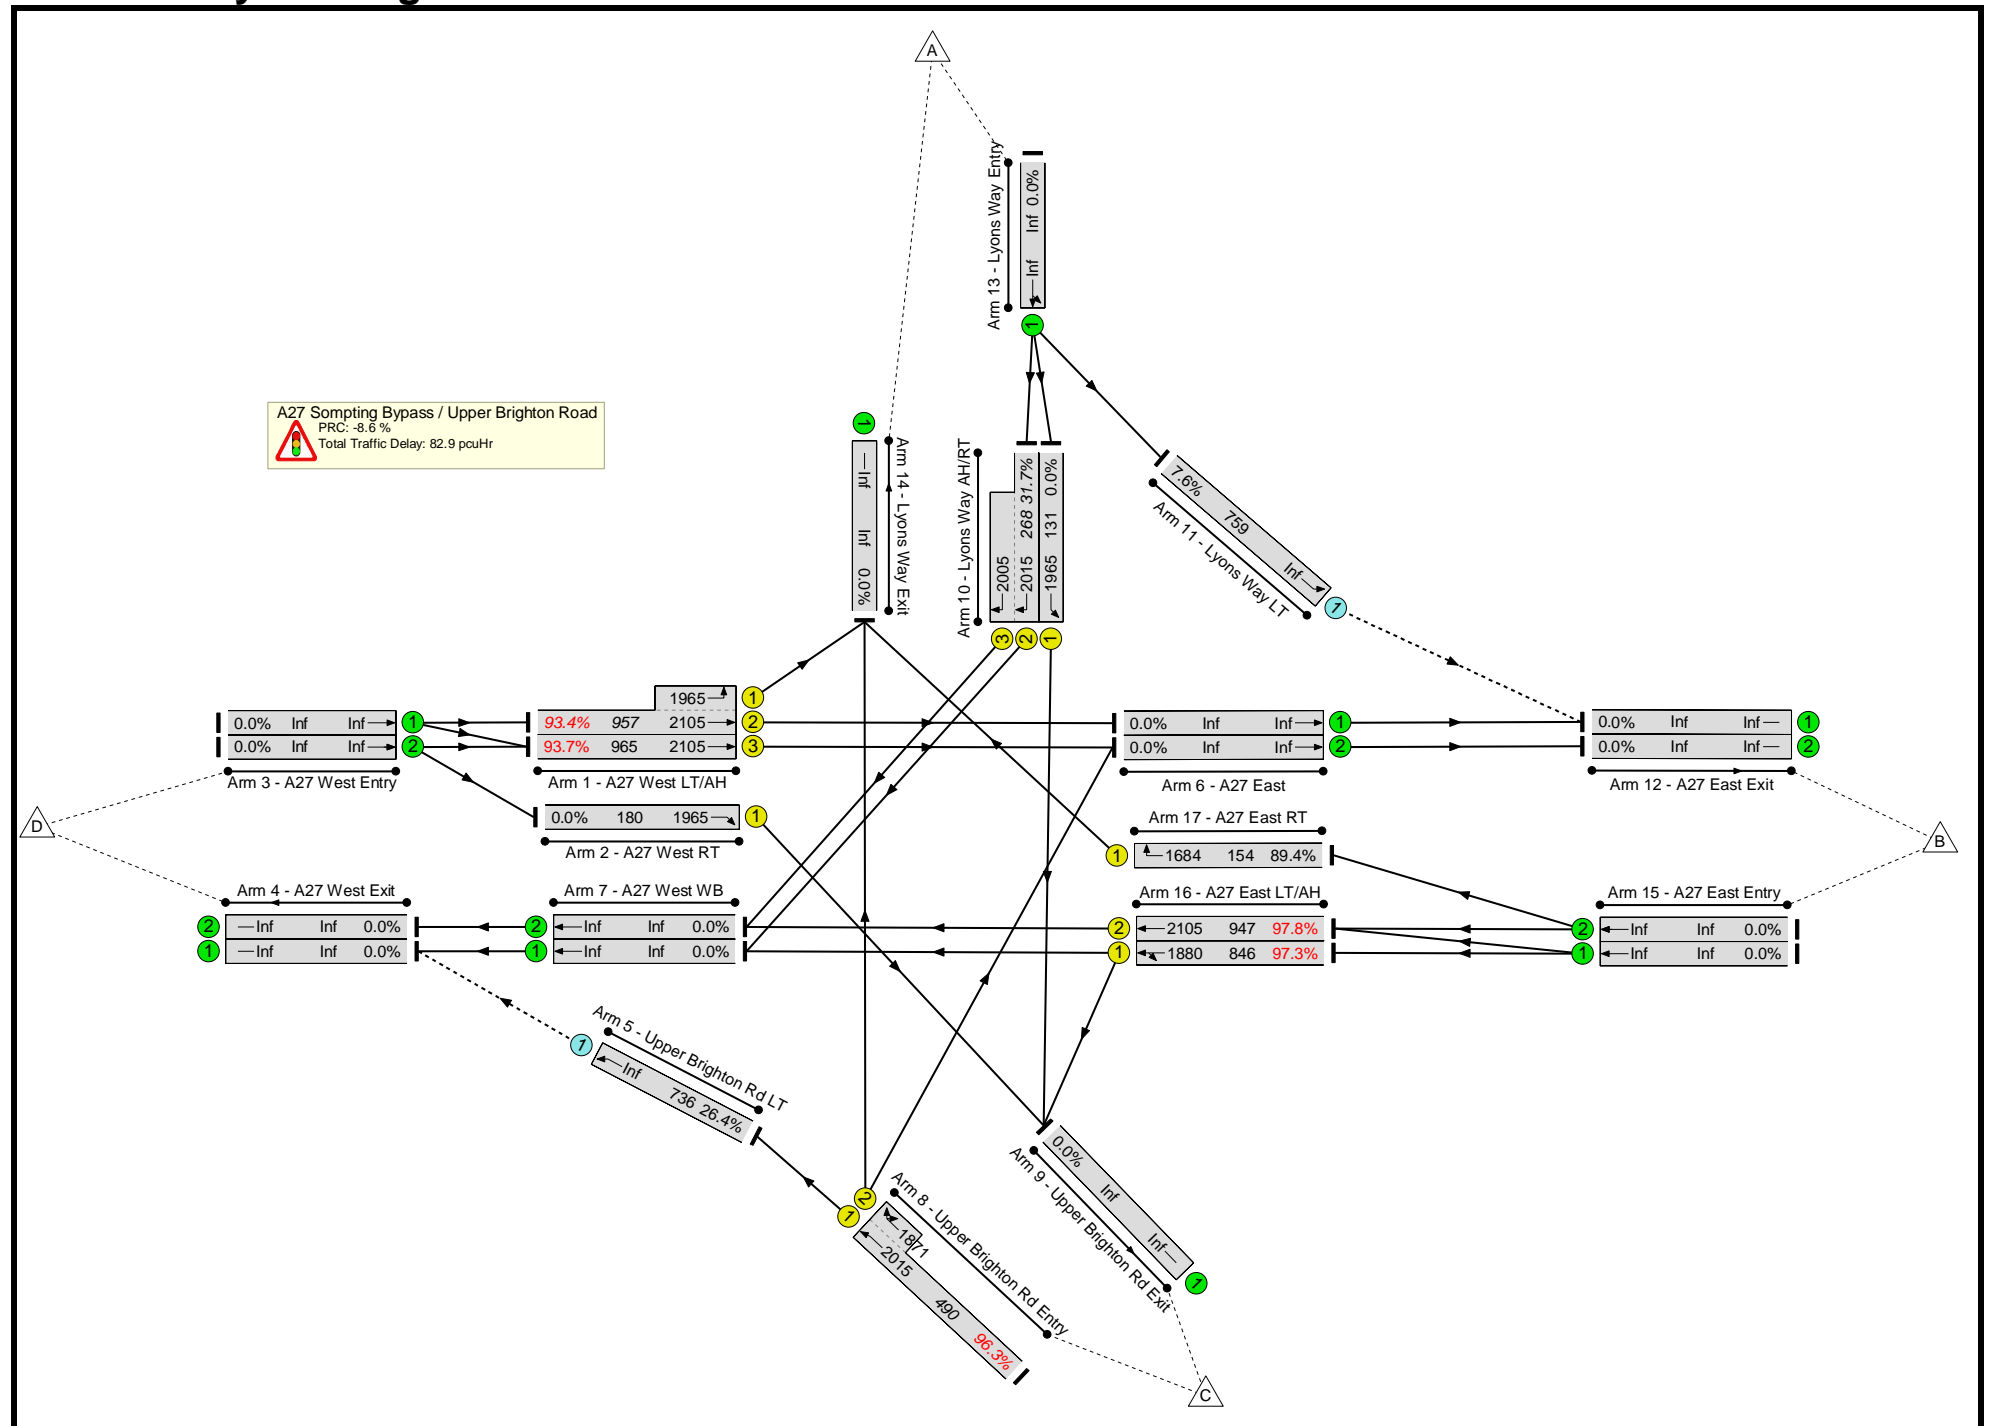 A
Arm 13 - Lyons Way Entry
Inf Inf 0.0%
1
A27 Sompting Bypass / Upper Brighton Road
PRC: -8.6 %
Total Traffic Delay: 82.9 pcuHr
1
Inf Inf 0.0%
Arm 14 - Lyons Way Exit
Arm 10 - Lyons Way AH/RT
2005
2015 268 31.7%
1965 131 0.0%
3 2 1
7.6% 759 Inf
Arm 11 - Lyons Way LT
1
1965 1
0.0% Inf Inf 1
0.0% Inf Inf 2
Arm 3 - A27 West Entry
93.4% 957 2105 2
93.7% 965 2105 3
Arm 1 - A27 West LT/AH
0.0% Inf Inf 1
0.0% Inf Inf 2
Arm 6 - A27 East
0.0% Inf Inf 1
0.0% Inf Inf 2
Arm 12 - A27 East Exit
D
0.0% 180 1965 1
Arm 2 - A27 West RT
Arm 17 - A27 East RT
1 1684 154 89.4%
B
Arm 4 - A27 West Exit
2 Inf Inf 0.0%
1 Inf Inf 0.0%
Arm 7 - A27 West WB
2 Inf Inf 0.0%
1 Inf Inf 0.0%
Arm 16 - A27 East LT/AH
2 2105 947 97.8%
1 1880 846 97.3%
Arm 15 - A27 East Entry
2 Inf Inf 0.0%
1 Inf Inf 0.0%
Arm 5 - Upper Brighton Rd LT
1 Inf 736 26.4%
0.0% Inf Inf
Arm 9 - Upper Brighton Rd Exit
1
Arm 8 - Upper Brighton Rd Entry
2 1871
1 2015 490 96.3%
C